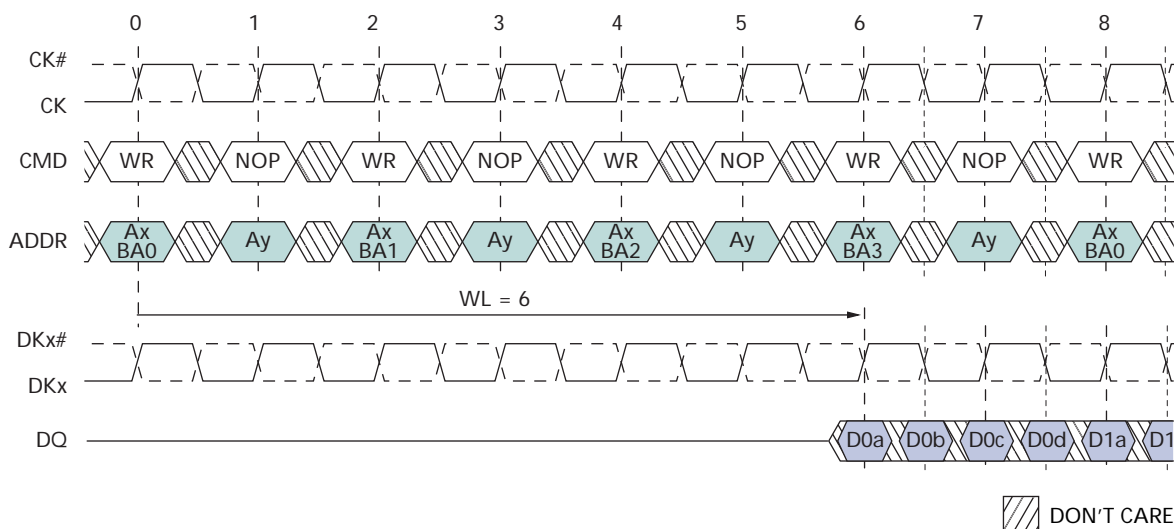 0 1 2 3 4 5 6 7 8
CK#
CK
CMD WR NOP WR NOP WR NOP WR NOP WR
ADDR Ax BA0 Ay Ax BA1 Ay Ax BA2 Ay Ax BA3 Ay Ax BA0
WL = 6
DKx#
DKx
DQ D0a D0b D0c D0d D1a D1
DON'T CARE